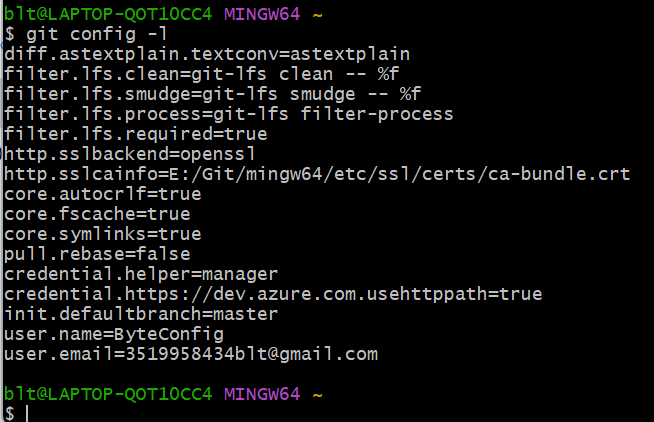 blt@LAPTOP-QOT10CC4 MINGW64 ~
$ git config -l
diff.astextplain.textconv=astextplain
filter.lfs.clean=git-lfs clean -- %f
filter.lfs.smudge=git-lfs smudge -- %f
filter.lfs.process=git-lfs filter-process
filter.lfs.required=true
http.sslbackend=openssl
http.sslcainfo=E:/Git/mingw64/etc/ssl/certs/ca-bundle.crt
core.autocrlf=true
core.fscache=true
core.symlinks=true
pull.rebase=false
credential.helper=manager
credential.https://dev.azure.com.usehttppath=true
init.defaultbranch=master
user.name=ByteConfig
user.email=3519958434blt@gmail.com
blt@LAPTOP-QOT10CC4 MINGW64 ~
$